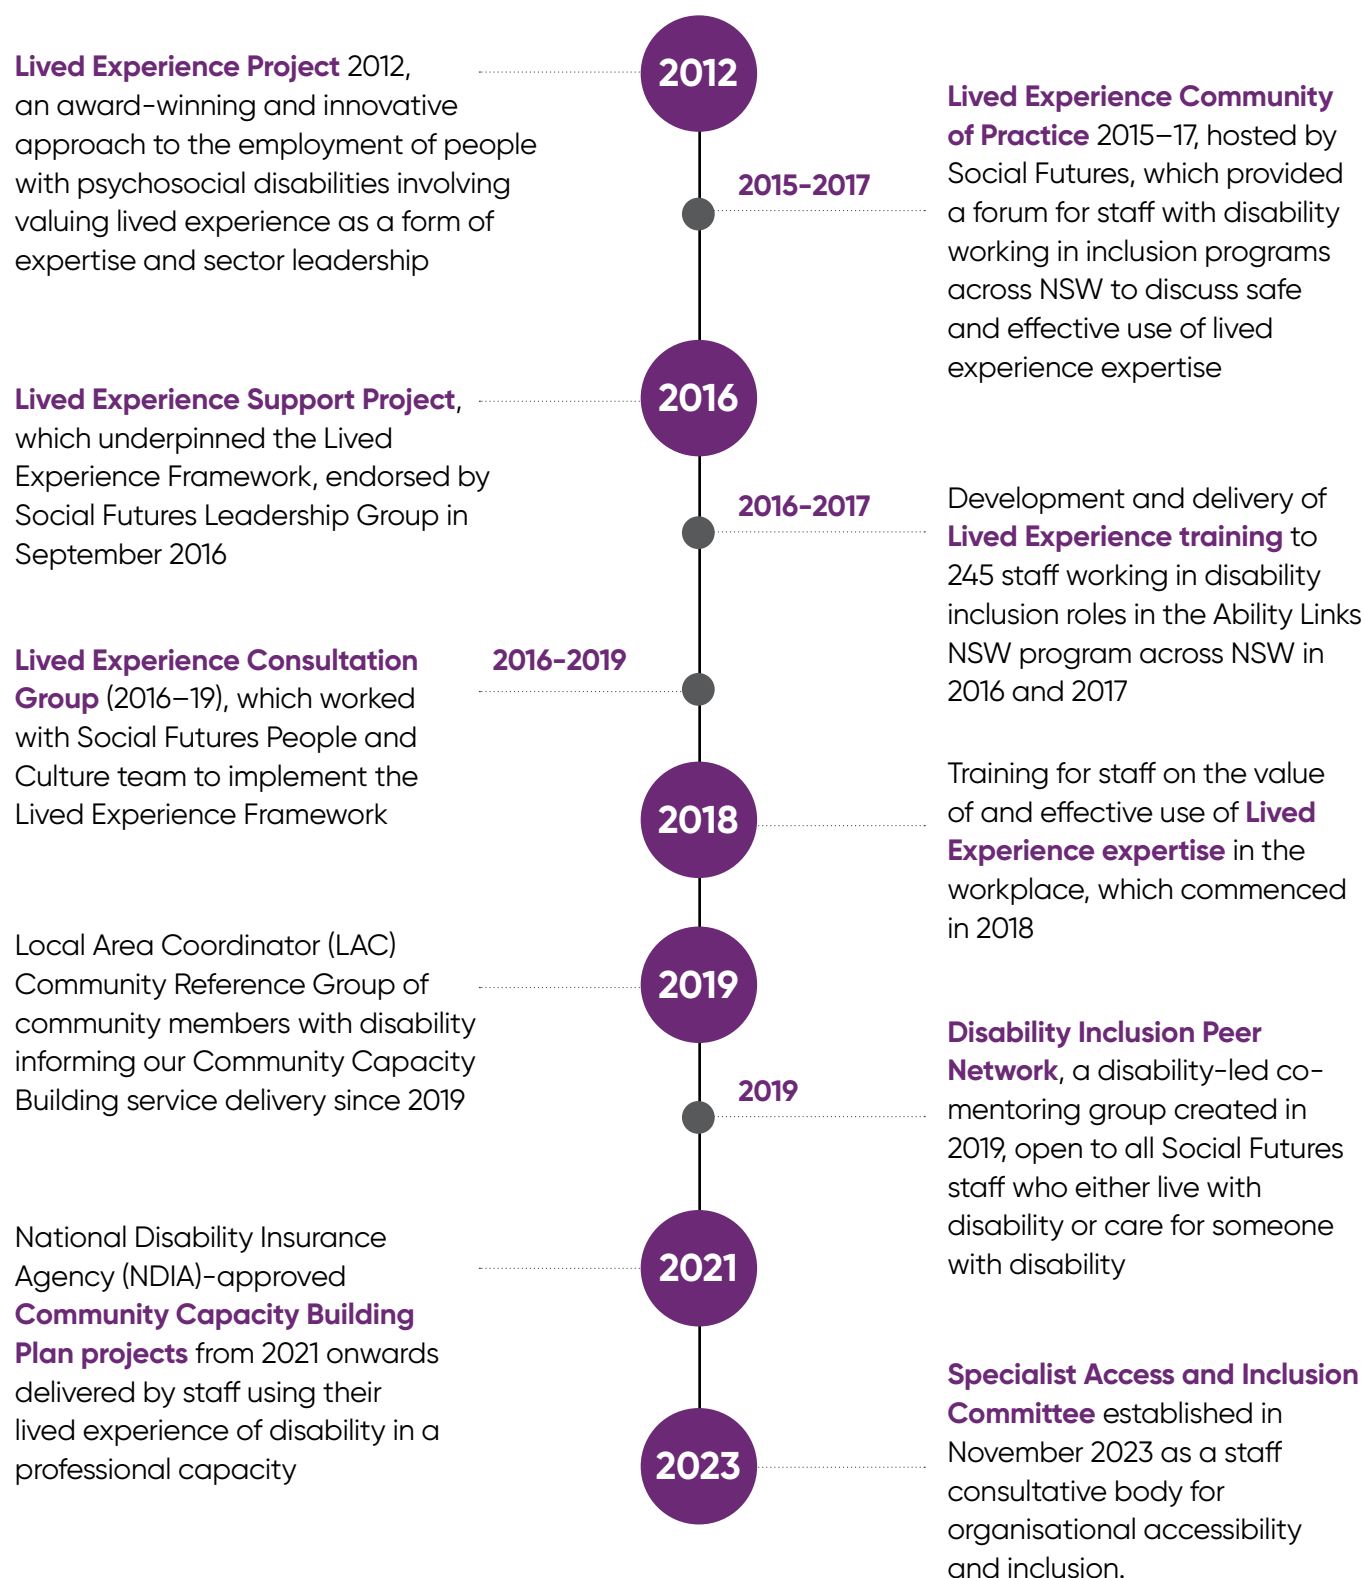 2012
Lived Experience Project 2012,
an award-winning and innovative
approach to the employment of people
with psychosocial disabilities involving
valuing lived experience as a form of
expertise and sector leadership
2015-2017
Lived Experience Community
of Practice 2015–17, hosted by
Social Futures, which provided
a forum for staff with disability
working in inclusion programs
across NSW to discuss safe
and effective use of lived
experience expertise
2016
Lived Experience Support Project,
which underpinned the Lived
Experience Framework, endorsed by
Social Futures Leadership Group in
September 2016
2016-2017
Development and delivery of
Lived Experience training to
245 staff working in disability
inclusion roles in the Ability Links
NSW program across NSW in
2016 and 2017
2016-2019
Lived Experience Consultation
Group (2016–19), which worked
with Social Futures People and
Culture team to implement the
Lived Experience Framework
2018
Training for staff on the value
of and effective use of Lived
Experience expertise in the
workplace, which commenced
in 2018
2019
Local Area Coordinator (LAC)
Community Reference Group of
community members with disability
informing our Community Capacity
Building service delivery since 2019
2019
Disability Inclusion Peer
Network, a disability-led co-
mentoring group created in
2019, open to all Social Futures
staff who either live with
disability or care for someone
with disability
2021
National Disability Insurance
Agency (NDIA)-approved
Community Capacity Building
Plan projects from 2021 onwards
delivered by staff using their
lived experience of disability in a
professional capacity
2023
Specialist Access and Inclusion
Committee established in
November 2023 as a staff
consultative body for
organisational accessibility
and inclusion.